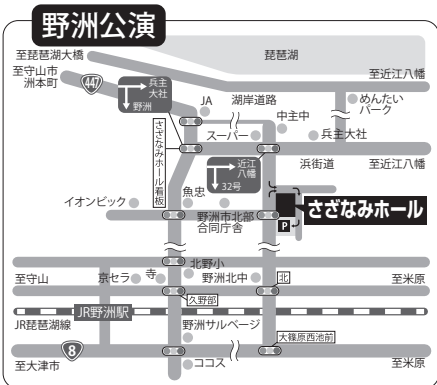 野洲公演
至琵琶湖大橋
琵琶湖
至守山市
洲本町
447
兵主
大社
野洲
至近江八幡
JA
湖岸道路
めんたい
パーク
中主中
スーパー
兵主大社
さざなみホール看板
近江
八幡
32号
浜街道
至近江八幡
イオンビック
魚忠
野洲市北部
合同庁舎
P
さざなみホール
北野小
至守山
京セラ
寺
野洲北中
北
至米原
久野部
JR野洲駅
JR琵琶湖線
野洲サルベージ
大篠原西池前
8
至大津市
ココス
至米原